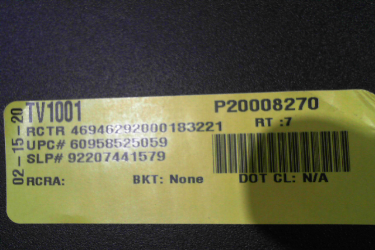 02-15-20
TV1001 P20008270
RCTR 46946292000183221 RT :7
UPC# 60958525059
SLP# 92207441579
RCRA: BKT: None DOT CL: N/A